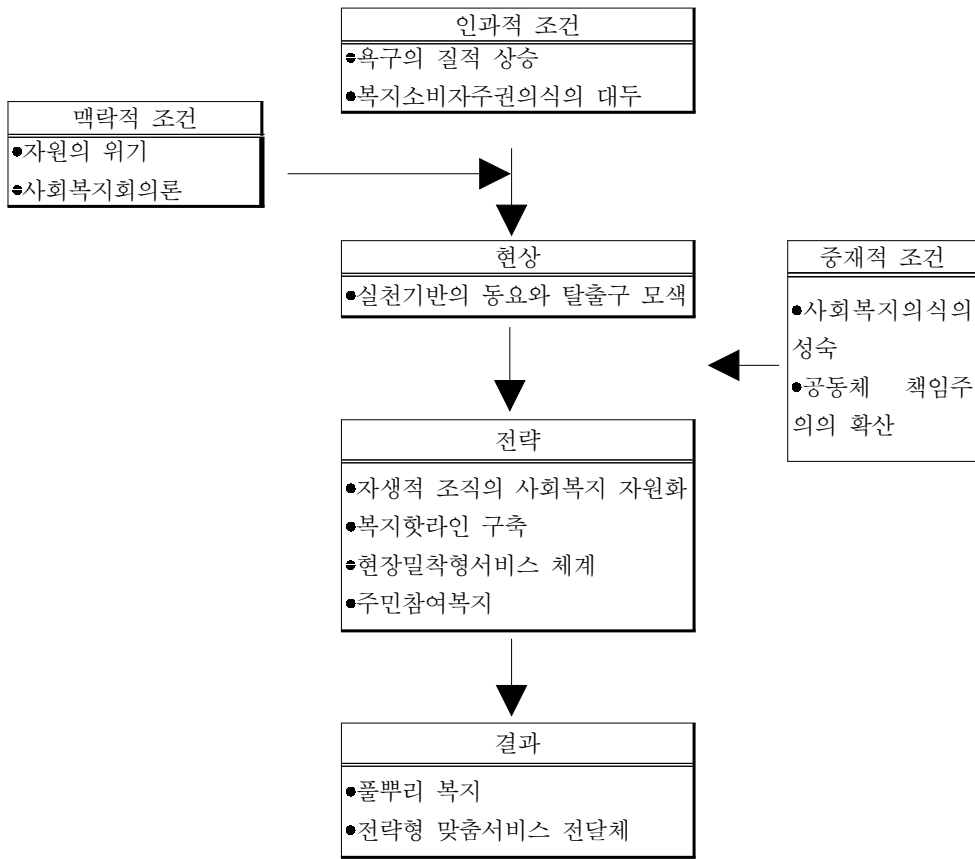 인과적 조건
●욕구의 질적 상승
●복지소비자주권의식의 대두
맥락적 조건
●자원의 위기
●사회복지회의론
현상
●실천기반의 동요와 탈출구 모색
중재적 조건
●사회복지의식의
성숙
●공동체 책임주
의의 확산
전략
●자생적 조직의 사회복지 자원화
●복지핫라인 구축
●현장밀착형서비스 체계
●주민참여복지
결과
●풀뿌리 복지
●전략형 맞춤서비스 전달체